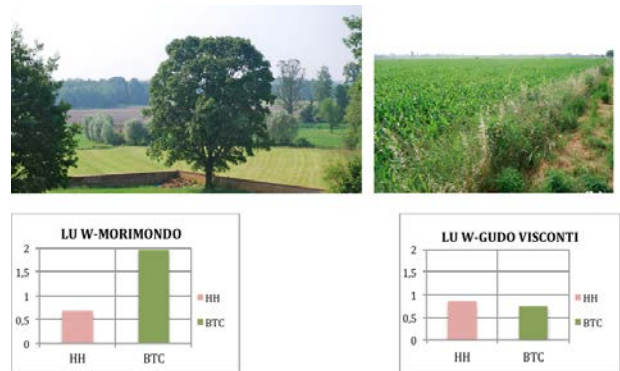 LU W-MORIMONDO
2
1,5
1
0,5
0
HH
BTC
HH
BTC
LU W-GUDO VISCONTI
2
1,5
1
0,5
0
HH
BTC
HH
BTC